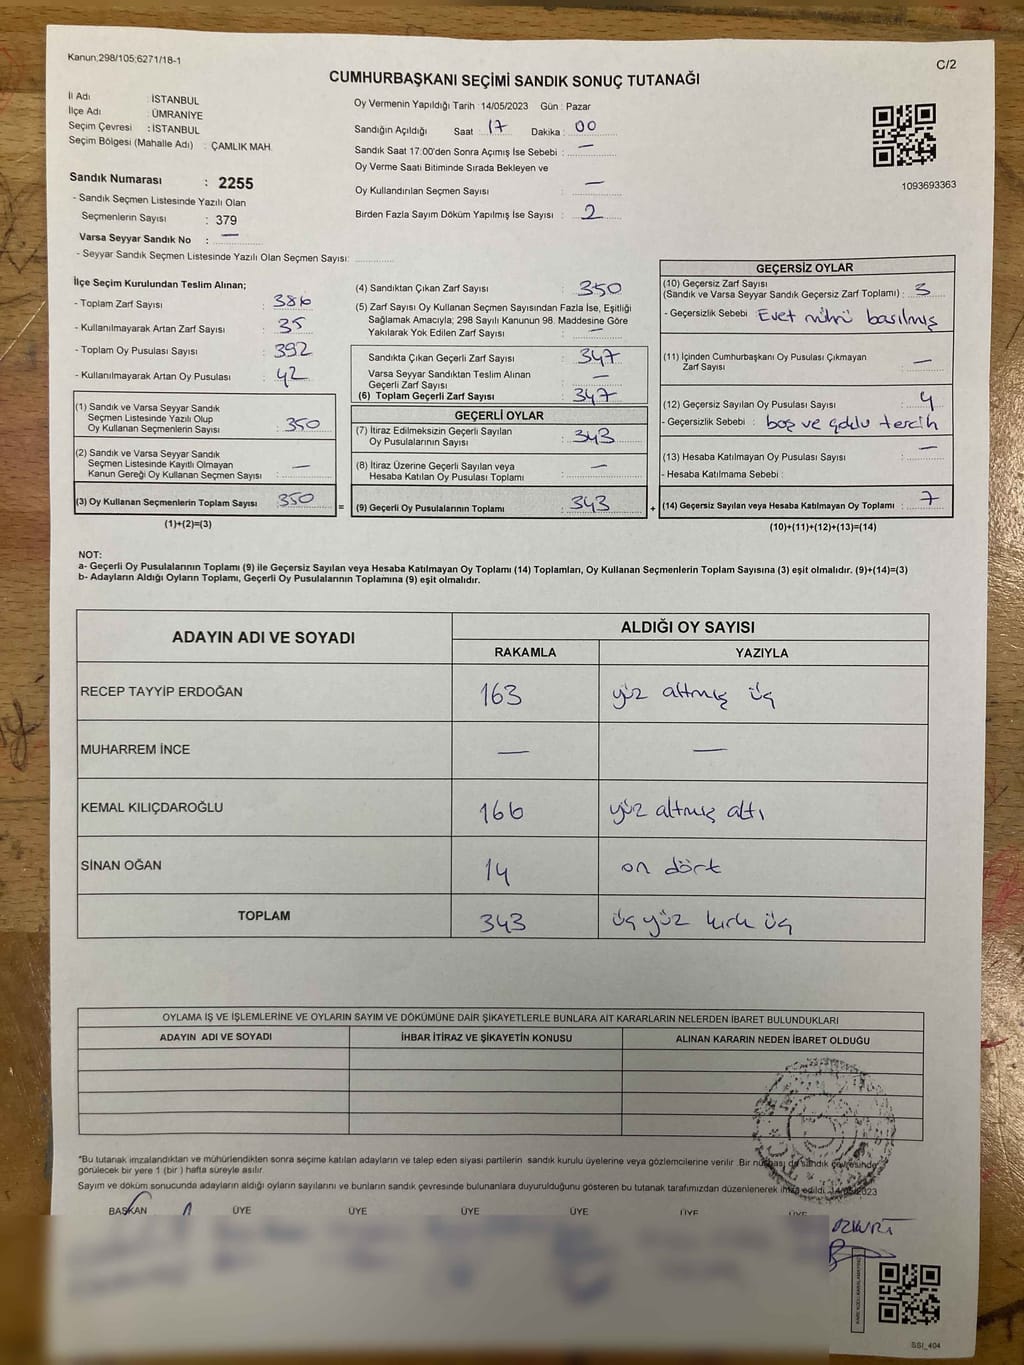 Kanun;298/105;6271/18-1
C/2
CUMHURBAŞKANI SEÇİMİ SANDIK SONUÇ TUTANAĞI
İl Adı : İSTANBUL
İlçe Adı : ÜMRANİYE
Seçim Çevresi : İSTANBUL
Seçim Bölgesi (Mahalle Adı) : ÇAMLIK MAH.
Sandık Numarası : 2255
- Sandık Seçmen Listesinde Yazılı Olan
Seçmenlerin Sayısı : 379
Varsa Seyyar Sandık No : —
- Seyyar Sandık Seçmen Listesinde Yazılı Olan Seçmen Sayısı:
Oy Vermenin Yapıldığı Tarih : 14/05/2023 Gün : Pazar
Sandığın Açıldığı Saat : 17 Dakika : 00
Sandık Saat 17:00'den Sonra Açımış İse Sebebi : —
Oy Verme Saati Bitiminde Sırada Bekleyen ve
Oy Kullandırılan Seçmen Sayısı : —
Birden Fazla Sayım Döküm Yapılmış İse Sayısı : 2
1093693363
İlçe Seçim Kurulundan Teslim Alınan;
- Toplam Zarf Sayısı : 386
- Kullanılmayarak Artan Zarf Sayısı : 35
- Toplam Oy Pusulası Sayısı : 392
- Kullanılmayarak Artan Oy Pusulası : 42
(1) Sandık ve Varsa Seyyar Sandık
Seçmen Listesinde Yazılı Olup
Oy Kullanan Seçmenlerin Sayısı : 350
(2) Sandık ve Varsa Seyyar Sandık
Seçmen Listesinde Kayıtlı Olmayan
Kanun Gereği Oy Kullanan Seçmen Sayısı : —
(3) Oy Kullanan Seçmenlerin Toplam Sayısı : 350
(1)+(2)=(3)
(4) Sandıktan Çıkan Zarf Sayısı : 350
(5) Zarf Sayısı Oy Kullanan Seçmen Sayısından Fazla İse, Eşitliği
Sağlamak Amacıyla; 298 Sayılı Kanunun 98. Maddesine Göre
Yakılarak Yok Edilen Zarf Sayısı : —
Sandıkta Çıkan Geçerli Zarf Sayısı : 347
Varsa Seyyar Sandıktan Teslim Alınan
Geçerli Zarf Sayısı : —
(6) Toplam Geçerli Zarf Sayısı : 347
GEÇERLİ OYLAR
(7) İtiraz Edilmeksizin Geçerli Sayılan
Oy Pusulalarının Sayısı : 343
(8) İtiraz Üzerine Geçerli Sayılan veya
Hesaba Katılan Oy Pusulası Toplamı : —
= (9) Geçerli Oy Pusulalarının Toplamı : 343
GEÇERSİZ OYLAR
(10) Geçersiz Zarf Sayısı
(Sandık ve Varsa Seyyar Sandık Geçersiz Zarf Toplamı) : 3
- Geçersizlik Sebebi : Evet mührü basılmış
(11) İçinden Cumhurbaşkanı Oy Pusulası Çıkmayan
Zarf Sayısı : —
(12) Geçersiz Sayılan Oy Pusulası Sayısı : 4
- Geçersizlik Sebebi : boş ve çoklu tercih
(13) Hesaba Katılmayan Oy Pusulası Sayısı : —
- Hesaba Katılmama Sebebi :
+ (14) Geçersiz Sayılan veya Hesaba Katılmayan Oy Toplamı : 7
(10)+(11)+(12)+(13)=(14)
NOT:
a- Geçerli Oy Pusulalarının Toplamı (9) ile Geçersiz Sayılan veya Hesaba Katılmayan Oy Toplamı (14) Toplamları, Oy Kullanan Seçmenlerin Toplam Sayısına (3) eşit olmalıdır. (9)+(14)=(3)
b- Adayların Aldığı Oyların Toplamı, Geçerli Oy Pusulalarının Toplamına (9) eşit olmalıdır.
ADAYIN ADI VE SOYADI ALDIĞI OY SAYISI
RAKAMLA YAZIYLA
RECEP TAYYİP ERDOĞAN 163 yüz altmış üç
MUHARREM İNCE — —
KEMAL KILIÇDAROĞLU 166 yüz altmış altı
SİNAN OĞAN 14 on dört
TOPLAM 343 üç yüz kırk üç
OYLAMA İŞ VE İŞLEMLERİNE VE OYLARIN SAYIM VE DÖKÜMÜNE DAİR ŞİKAYETLERLE BUNLARA AİT KARARLARIN NELERDEN İBARET BULUNDUKLARI
ADAYIN ADI VE SOYADI İHBAR İTİRAZ VE ŞİKAYETİN KONUSU ALINAN KARARIN NEDEN İBARET OLDUĞU
*Bu tutanak imzalandıktan ve mühürlendikten sonra seçime katılan adayların ve talep eden siyasi partilerin sandık kurulu üyelerine veya gözlemcilerine verilir. Bir nüshası da sandık çevresinde
görülecek bir yere 1 (bir ) hafta süreyle asılır.
Sayım ve döküm sonucunda adayların aldığı oyların sayılarını ve bunların sandık çevresinde bulunanlara duyurulduğunu gösteren bu tutanak tarafımızdan düzenlenerek imza edildi. 14/05/2023
BAŞKAN ÜYE ÜYE ÜYE ÜYE ÜYE ÜYE
SSİ_404